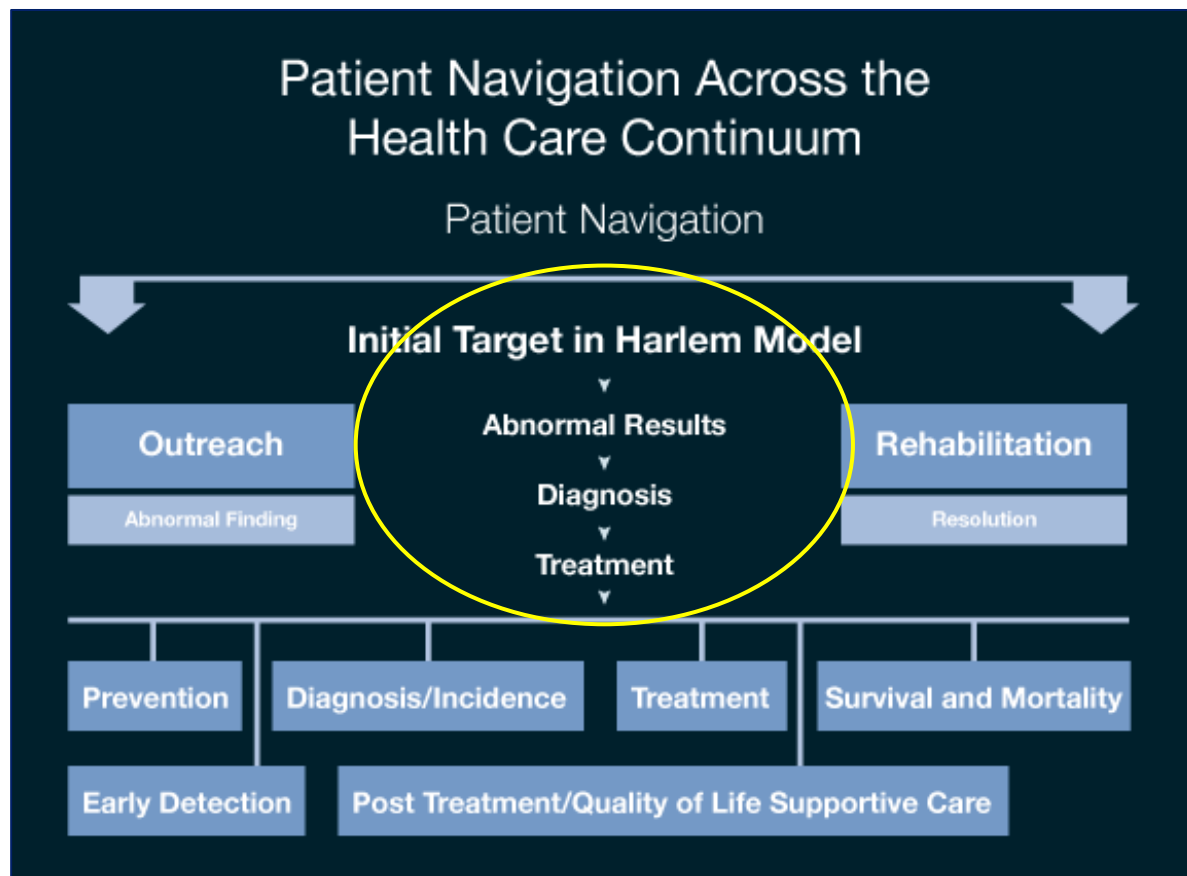 Patient Navigation Across the
Health Care Continuum
Patient Navigation
Initial Target in Harlem Model
Abnormal Results
Diagnosis
Treatment
Outreach
Abnormal Finding
Rehabilitation
Resolution
Prevention
Diagnosis/Incidence
Treatment
Survival and Mortality
Early Detection
Post Treatment/Quality of Life Supportive Care